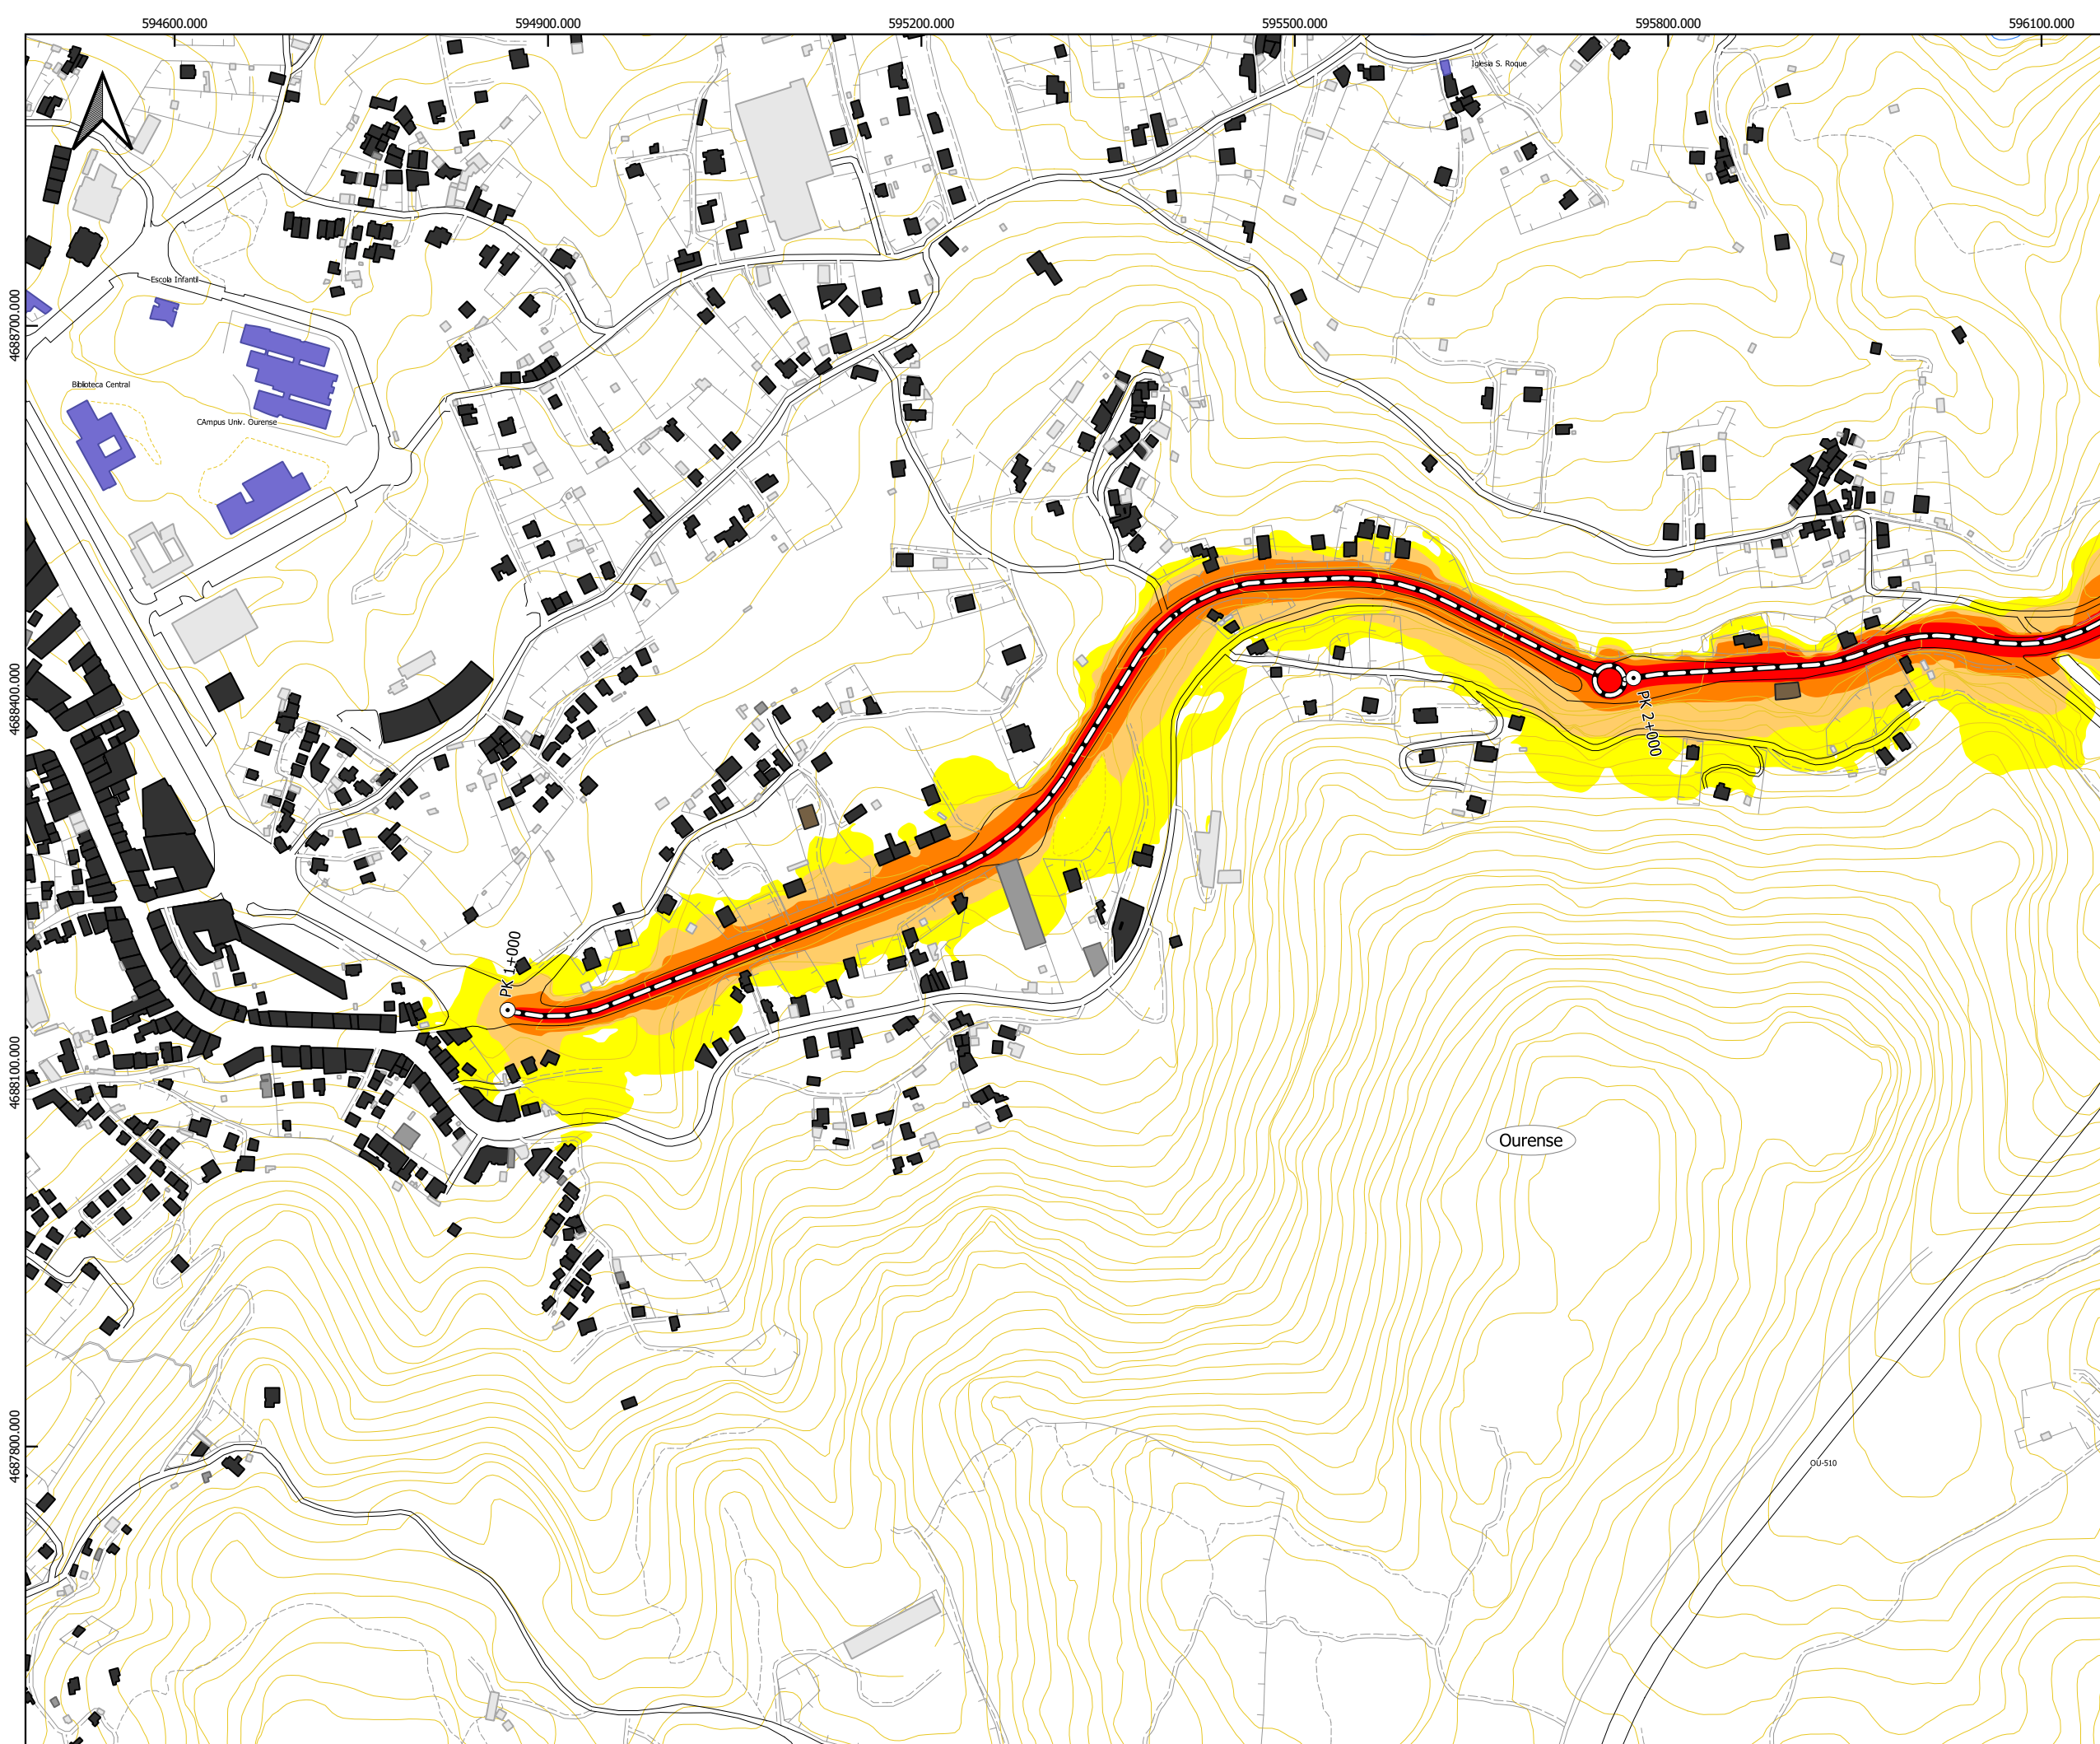 594600.000
594900.000
595200.000
595500.000
595800.000
596100.000
Iglesia S. Roque
Escola Infantil
4688700.000
Biblioteca Central
CAmpus Univ. Ourense
4688400.000
PK 2+000
PK 1+000
4688100.000
Ourense
4687800.000
OU-510